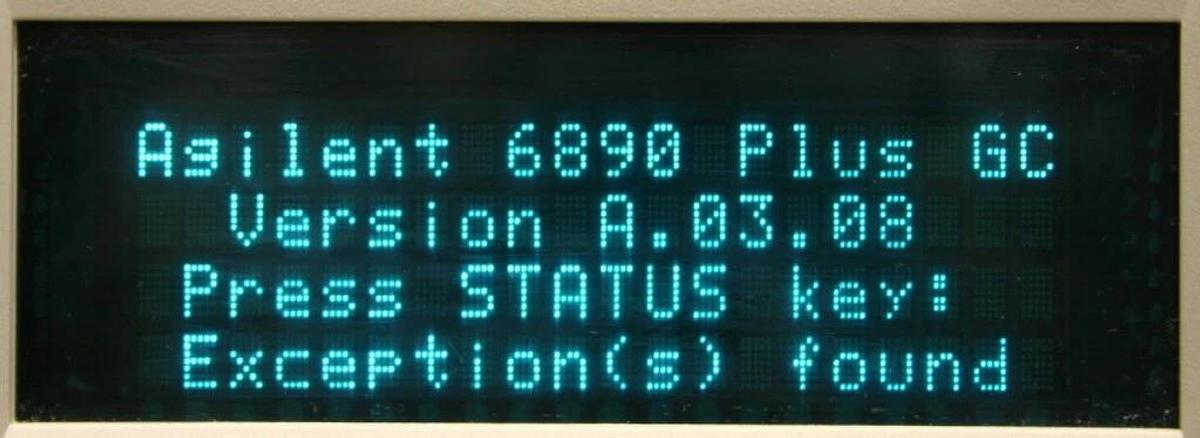 Agilent 6890 Plus GC
Version A.03.08
Press STATUS key:
Exception(s) found